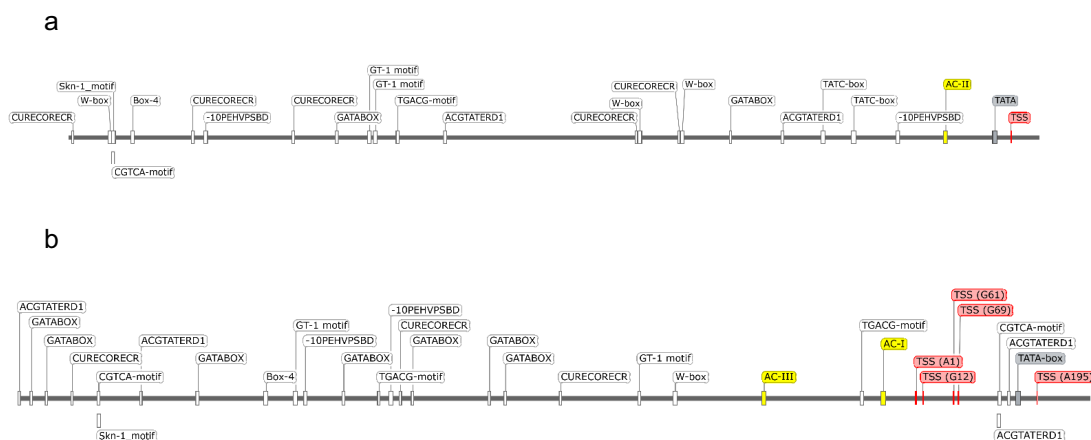 a
GT-1 motif
Skn-1_motif
GT-1 motif
CURECORECR
W-box
TATC-box
AC-II
W-box
Box-4
CURECORECR
CURECORECR
TGACG-motif
W-box
GATABOX
TATC-box
TATA
CURECORECR
-10PEHVPSBD
GATABOX
ACGTATERD1
CURECORECR
ACGTATERD1
-10PEHVPSBD
TSS
CGTCA-motif
b
TSS (G61)
ACGTATERD1
-10PEHVPSBD
TSS (G69)
GATABOX
GT-1 motif
CURECORECR
TGACG-motif
CGTCA-motif
GATABOX
ACGTATERD1
-10PEHVPSBD
GATABOX
GATABOX
AC-I
ACGTATERD1
CURECORECR
GATABOX
GATABOX
GATABOX
GT-1 motif
TSS (A1)
TATA-box
CGTCA-motif
Box-4
TGACG-motif
CURECORECR
W-box
AC-III
TSS (G12)
TSS (A195)
Skn-1_motif
ACGTATERD1